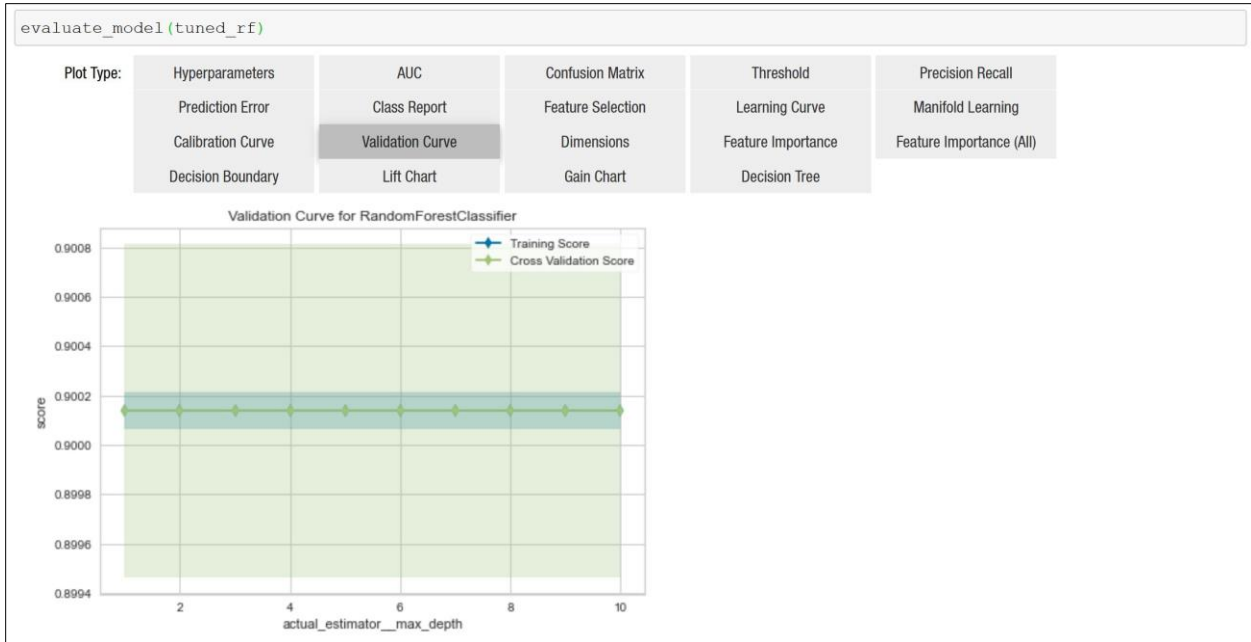 evaluate_model(tuned_rf)
Plot Type: Hyperparameters AUC Confusion Matrix Threshold Precision Recall
Prediction Error Class Report Feature Selection Learning Curve Manifold Learning
Calibration Curve Validation Curve Dimensions Feature Importance Feature Importance (All)
Decision Boundary Lift Chart Gain Chart Decision Tree
Validation Curve for RandomForestClassifier
Training Score
Cross Validation Score
0.9008
0.9006
0.9004
0.9002
0.9000
0.8998
0.8996
0.8994
score
2 4 6 8 10
actual_estimator__max_depth